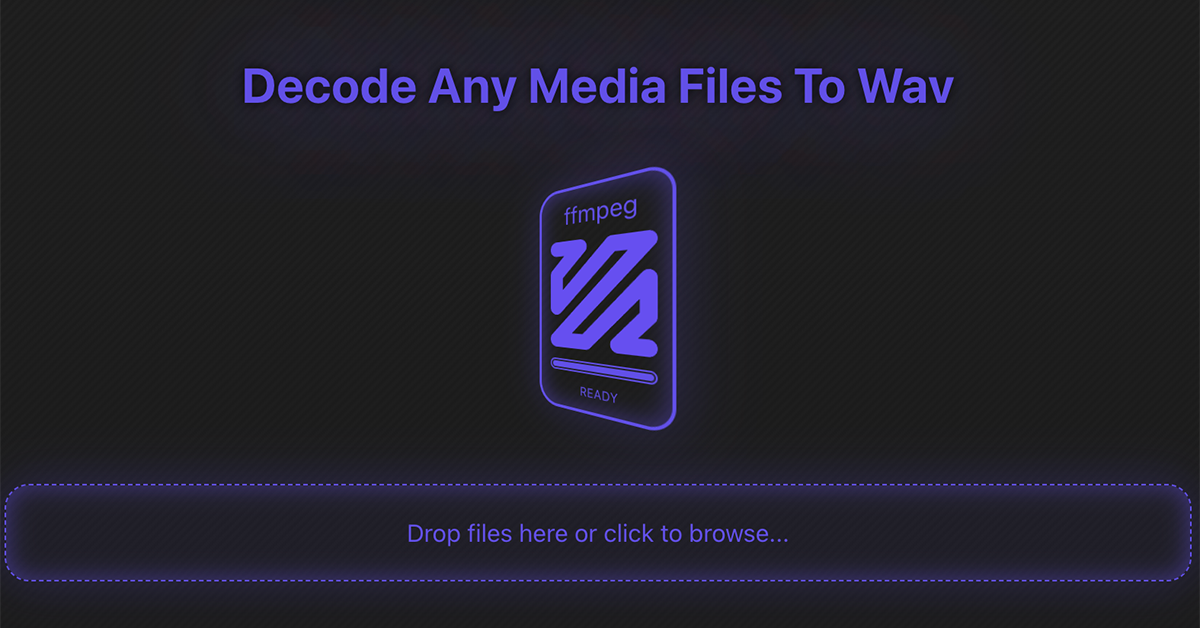 Decode Any Media Files To Wav
ffmpeg
READY
Drop files here or click to browse...